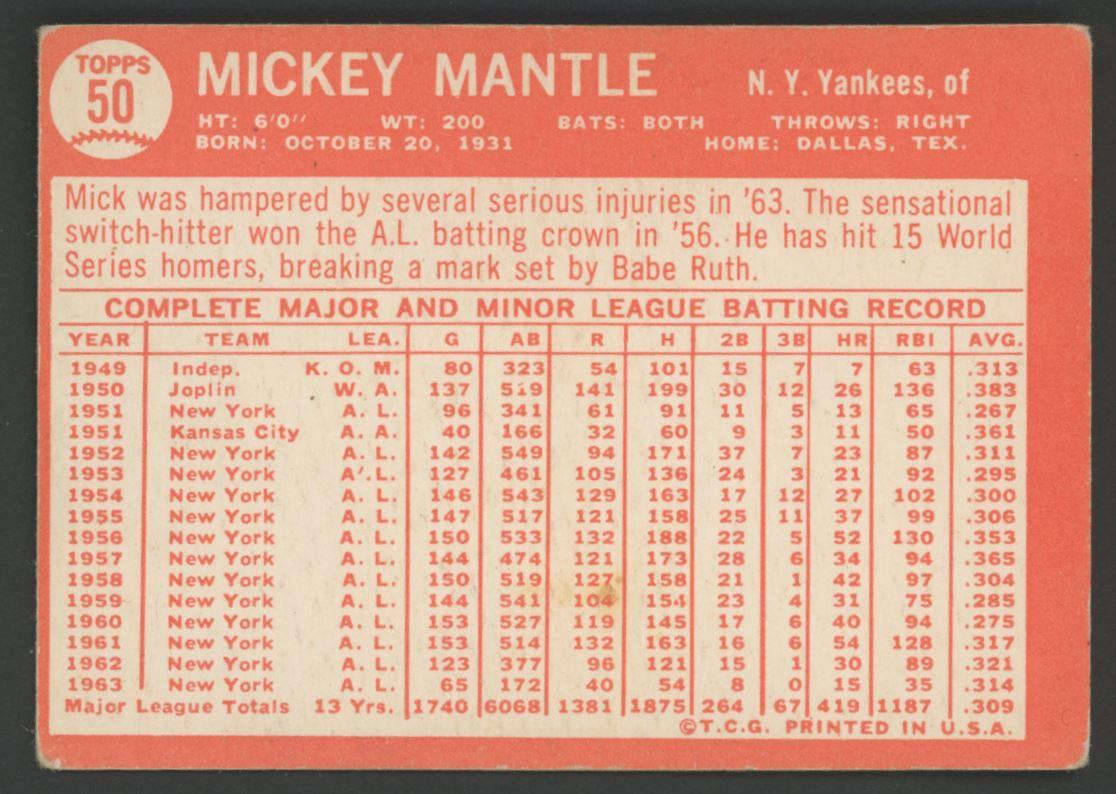 TOPPS
50
MICKEY MANTLE N. Y. Yankees, of
HT: 6'0" WT: 200 BATS: BOTH THROWS: RIGHT
BORN: OCTOBER 20, 1931 HOME: DALLAS, TEX.
Mick was hampered by several serious injuries in '63. The sensational
switch-hitter won the A.L. batting crown in '56. He has hit 15 World
Series homers, breaking a mark set by Babe Ruth.
COMPLETE MAJOR AND MINOR LEAGUE BATTING RECORD
YEAR TEAM LEA. G AB R H 2B 3B HR RBI AVG.
1949 Indep. K. O. M. 80 323 54 101 15 7 7 63 .313
1950 Joplin W. A. 137 519 141 199 30 12 26 136 .383
1951 New York A. L. 96 341 61 91 11 5 13 65 .267
1951 Kansas City A. A. 40 166 32 60 9 3 11 50 .361
1952 New York A. L. 142 549 94 171 37 7 23 87 .311
1953 New York A. L. 127 461 105 136 24 3 21 92 .295
1954 New York A. L. 146 543 129 163 17 12 27 102 .300
1955 New York A. L. 147 517 121 158 25 11 37 99 .306
1956 New York A. L. 150 533 132 188 22 5 52 130 .353
1957 New York A. L. 144 474 121 173 28 6 34 94 .365
1958 New York A. L. 150 519 127 158 21 1 42 97 .304
1959 New York A. L. 144 541 104 154 23 4 31 75 .285
1960 New York A. L. 153 527 119 145 17 6 40 94 .275
1961 New York A. L. 153 514 132 163 16 6 54 128 .317
1962 New York A. L. 123 377 96 121 15 1 30 89 .321
1963 New York A. L. 65 172 40 54 8 0 15 35 .314
Major League Totals 13 Yrs. 1740 6068 1381 1875 264 67 419 1187 .309
©T.C.G. PRINTED IN U.S.A.